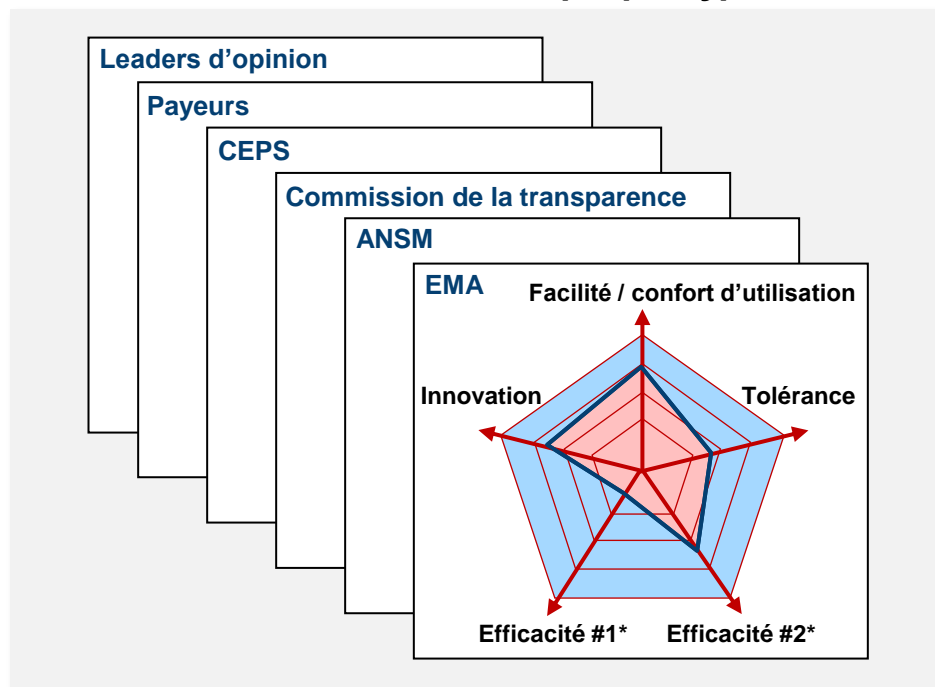 Leaders d’opinion
Payeurs
CEPS
Commission de la transparence
ANSM
EMA
Facilité / confort d’utilisation
Innovation
Tolérance
Efficacité #1*
Efficacité #2*